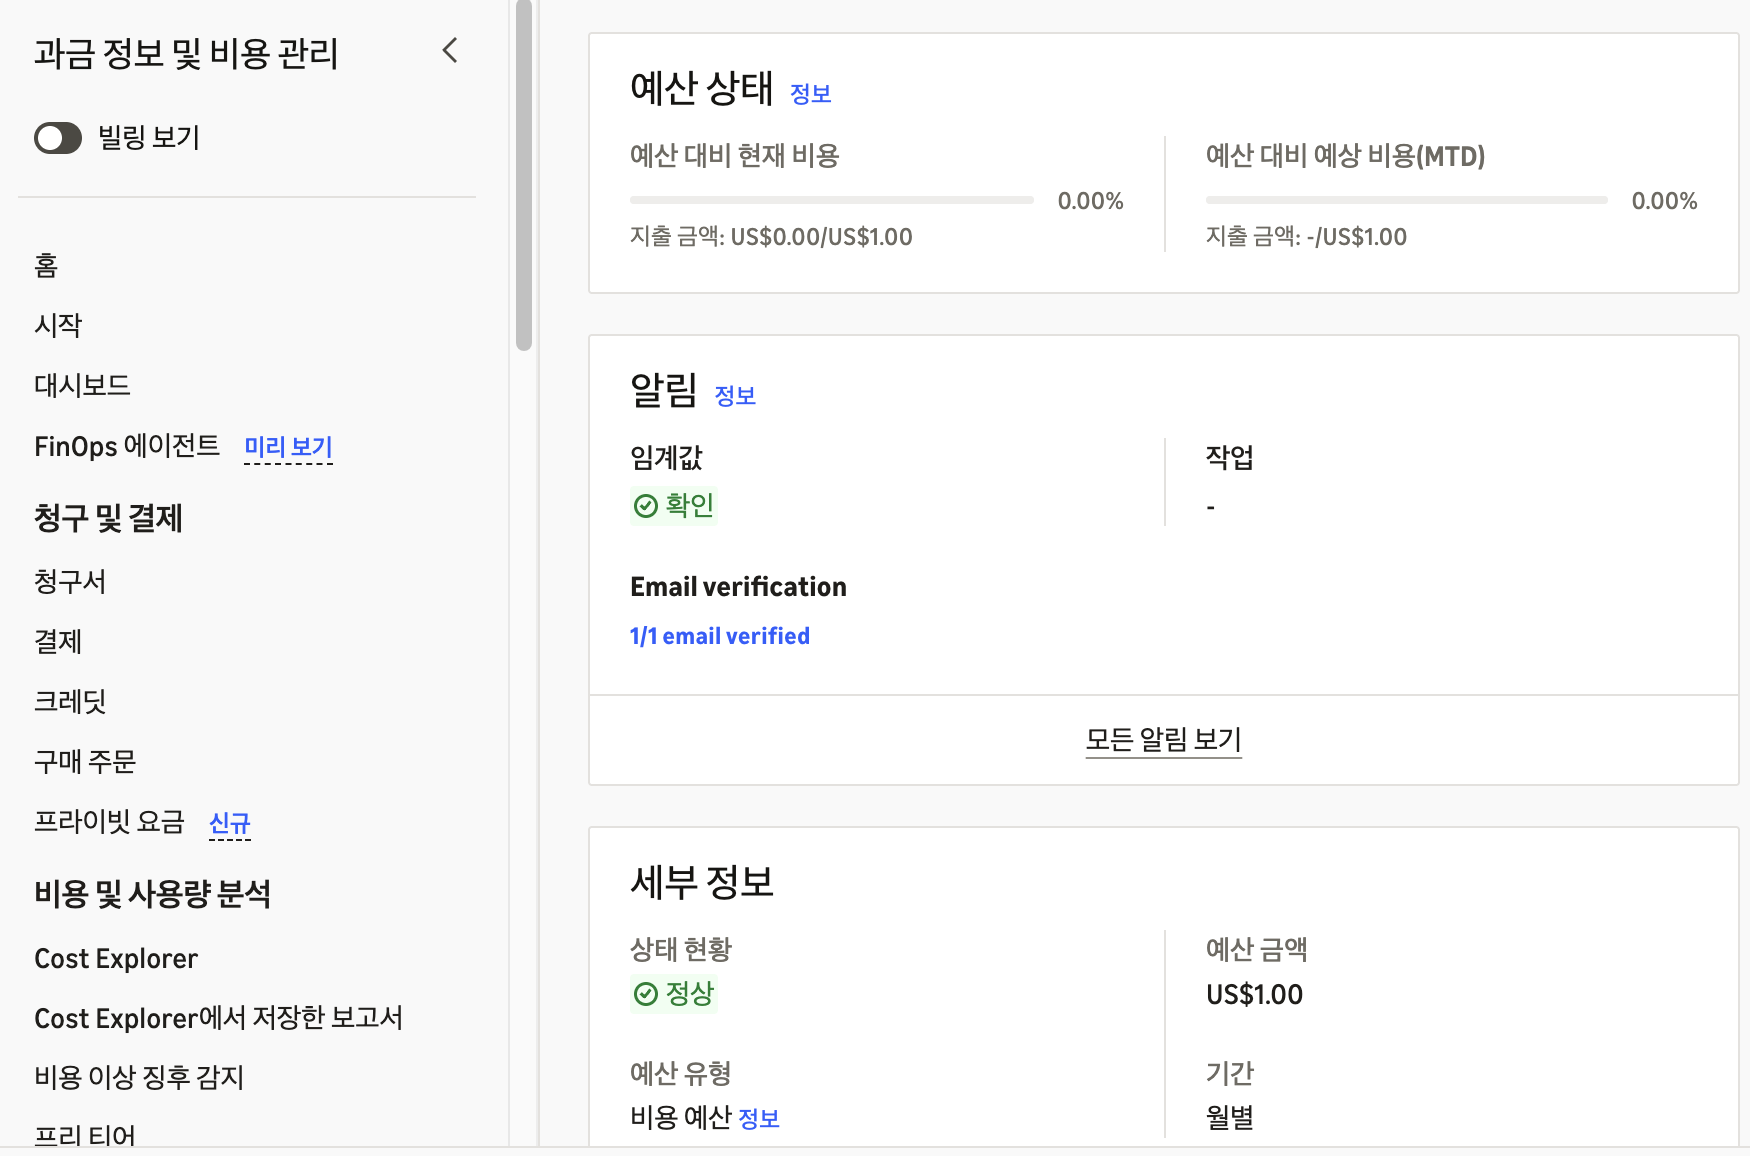 과금 정보 및 비용 관리
빌링 보기
홈
시작
대시보드
FinOps 에이전트 미리 보기
청구 및 결제
청구서
결제
크레딧
구매 주문
프라이빗 요금 신규
비용 및 사용량 분석
Cost Explorer
Cost Explorer에서 저장한 보고서
비용 이상 징후 감지
프리 티어
예산 상태 정보
예산 대비 현재 비용
0.00%
지출 금액: US$0.00/US$1.00
예산 대비 예상 비용(MTD)
0.00%
지출 금액: -/US$1.00
알림 정보
임계값
확인
작업
-
Email verification
1/1 email verified
모든 알림 보기
세부 정보
상태 현황
정상
예산 금액
US$1.00
예산 유형
비용 예산 정보
기간
월별